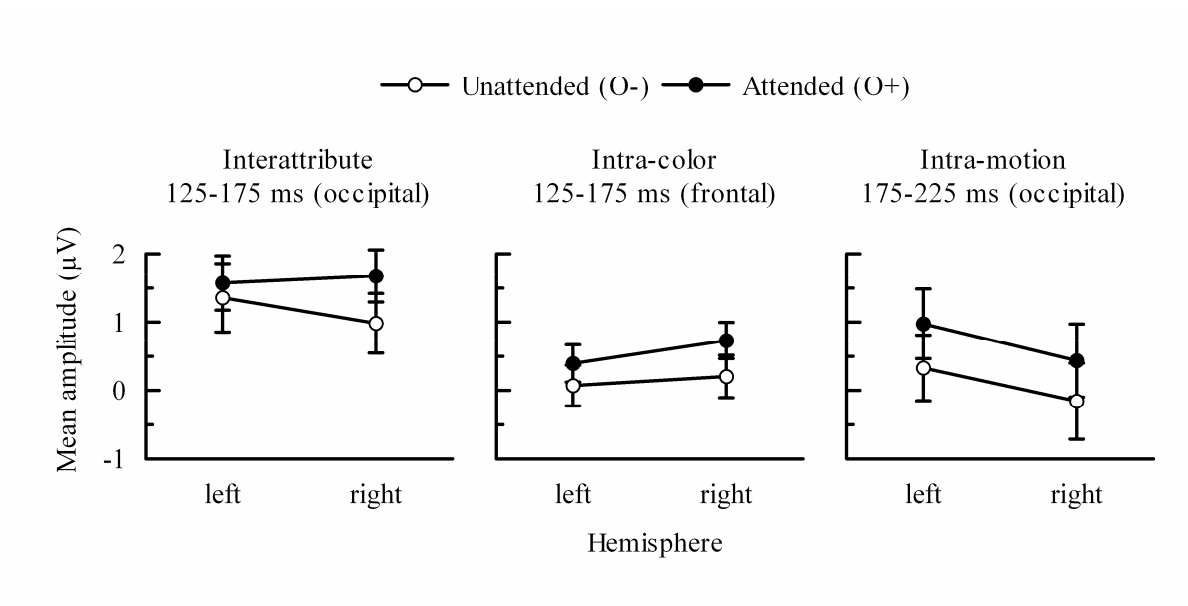 Unattended (O-) Attended (O+)
Interattribute
125-175 ms (occipital)
Intra-color
125-175 ms (frontal)
Intra-motion
175-225 ms (occipital)
Mean amplitude (µV)
2
1
0
-1
left right
left right
left right
Hemisphere